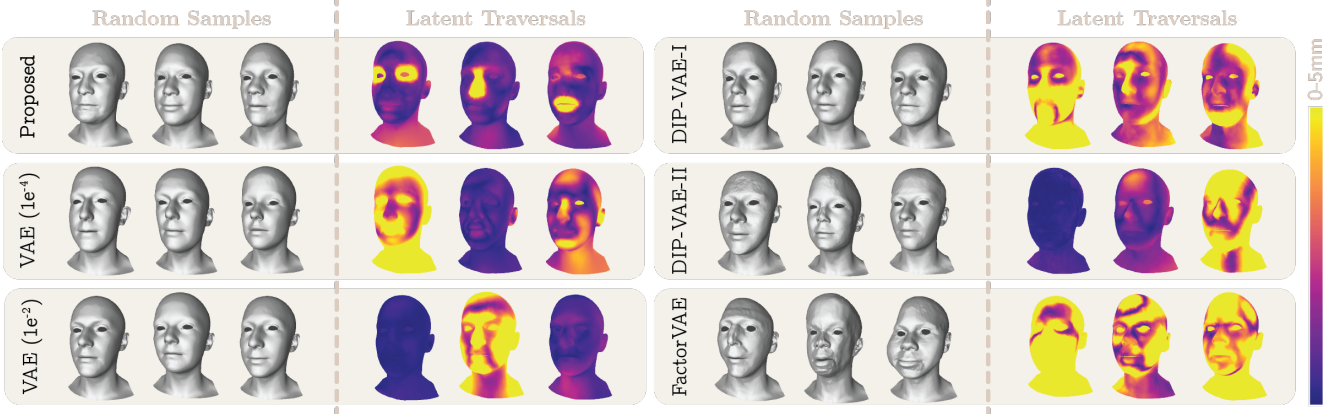 Random Samples
Latent Traversals
Random Samples
Latent Traversals
Proposed
DIP-VAE-I
VAE (1e⁻⁴)
DIP-VAE-II
VAE (1e⁻²)
FactorVAE
0-5mm